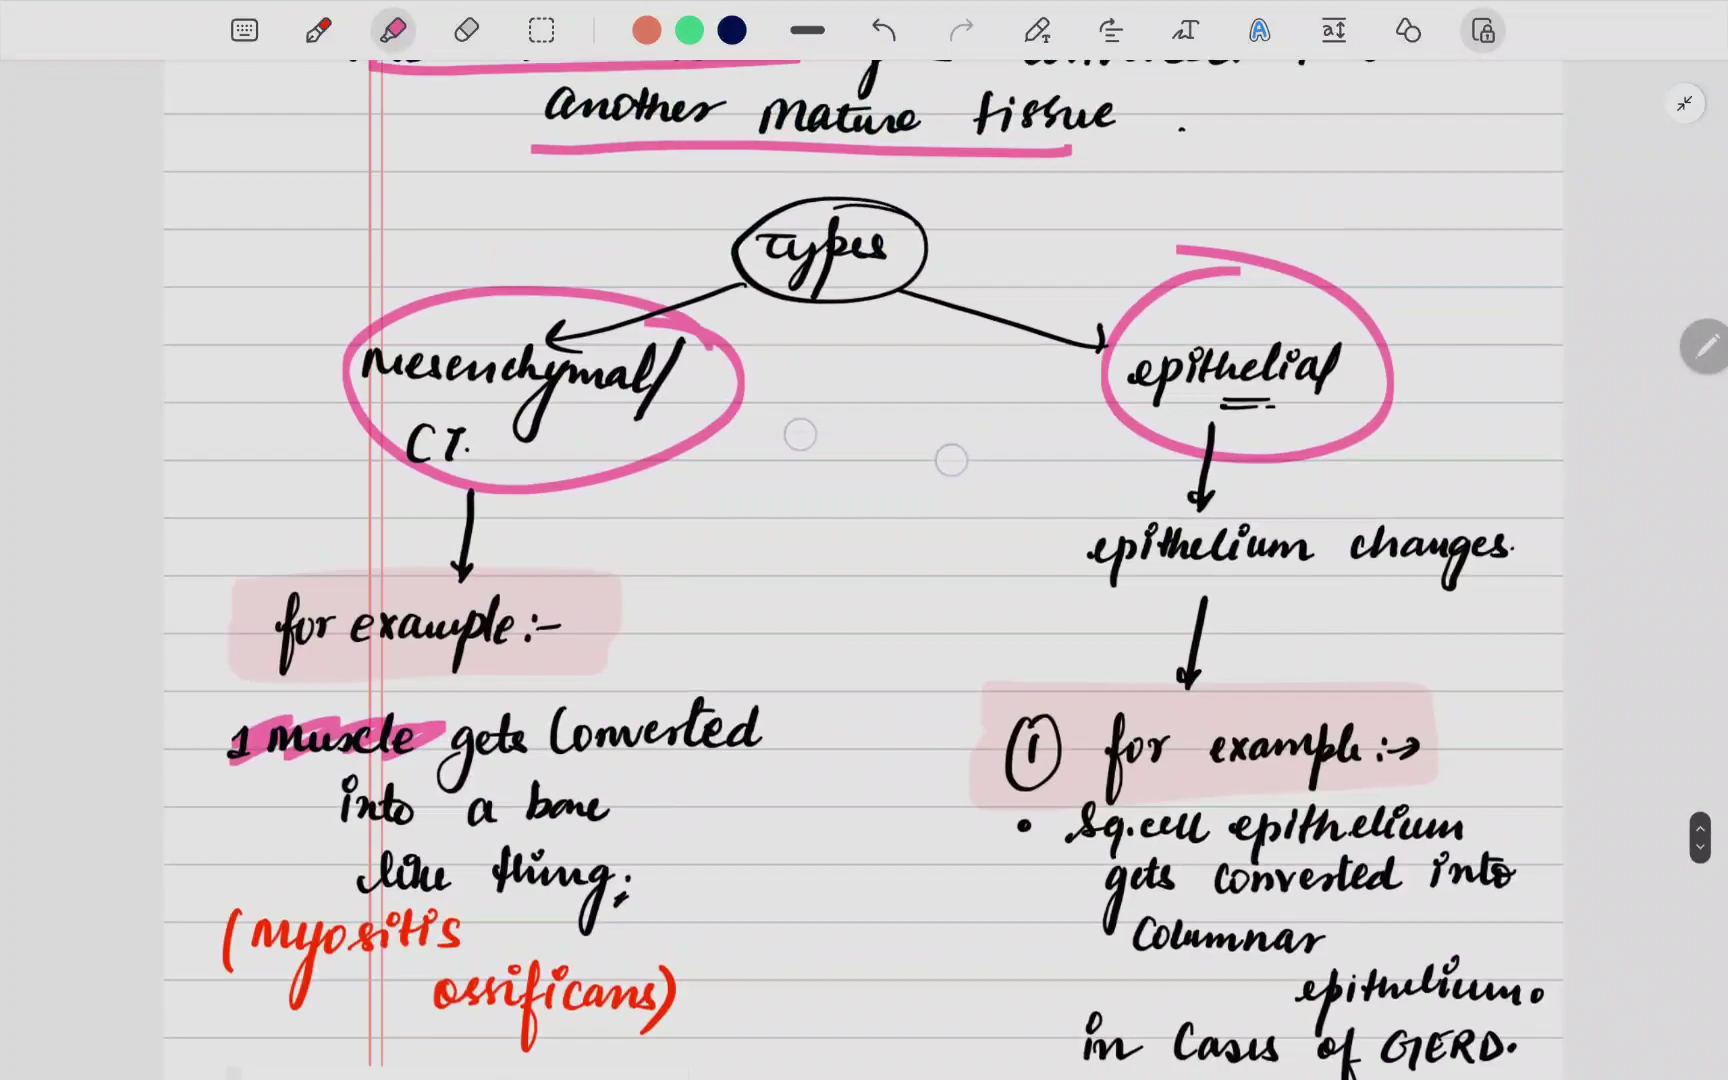 another mature tissue .
Types
Mesenchymal/
CT.
epithelial
epithelium changes.
for example:-
1 Muscle gets Converted
into a bone
like thing;
(Myositis
ossificans)
① for example:→
• Sq.cell epithelium
gets converted into
Columnar
epithelium.
in Cases of GERD.